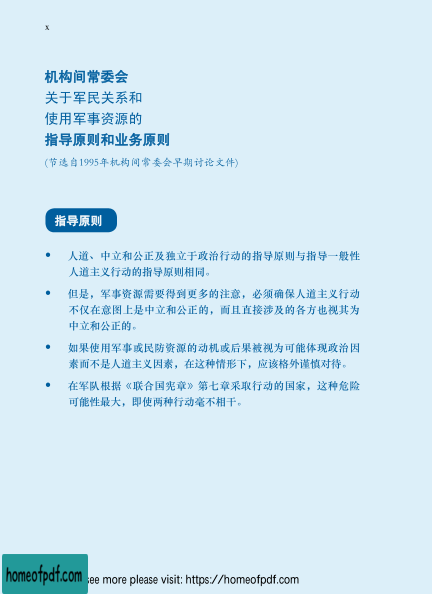 x
机构间常委会
关于军民关系和
使用军事资源的
指导原则和业务原则
(节选自1995年机构间常委会早期讨论文件)
指导原则
• 人道、中立和公正及独立于政治行动的指导原则与指导一般性
人道主义行动的指导原则相同。
• 但是，军事资源需要得到更多的注意，必须确保人道主义行动
不仅在意图上是中立和公正的，而且直接涉及的各方也视其为
中立和公正的。
• 如果使用军事或民防资源的动机或后果被视为可能体现政治因
素而不是人道主义因素，在这种情形下，应该格外谨慎对待。
• 在军队根据《联合国宪章》第七章采取行动的国家，这种危险
可能性最大，即使两种行动毫不相干。
homeofpdf.com
see more please visit: https://homeofpdf.com